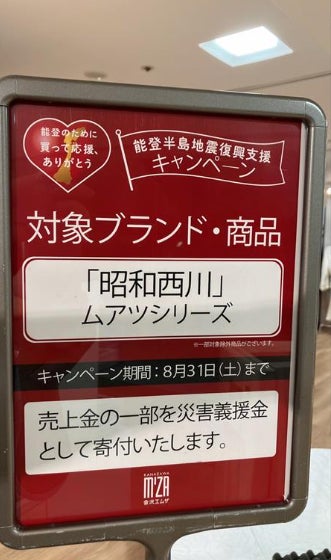 能登のために
買って応援、
ありがとう
能登半島地震復興支援
キャンペーン
対象ブランド・商品
「昭和西川」
ムアツシリーズ
※一部対象除外商品がございます。
キャンペーン期間：8月31日（土）まで
売上金の一部を災害義援金
として寄付いたします。
KANAZAWA
M'ZA
金沢エムザ